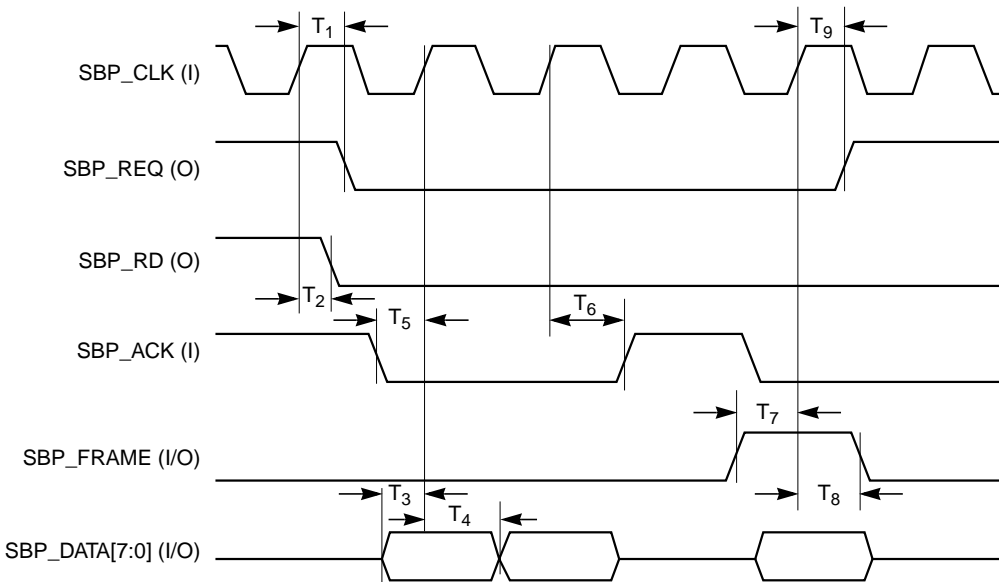 T1 T9
SBP_CLK (I)
SBP_REQ (O)
SBP_RD (O)
T2 T5 T6
SBP_ACK (I)
T7
SBP_FRAME (I/O)
T3 T8
T4
SBP_DATA[7:0] (I/O)